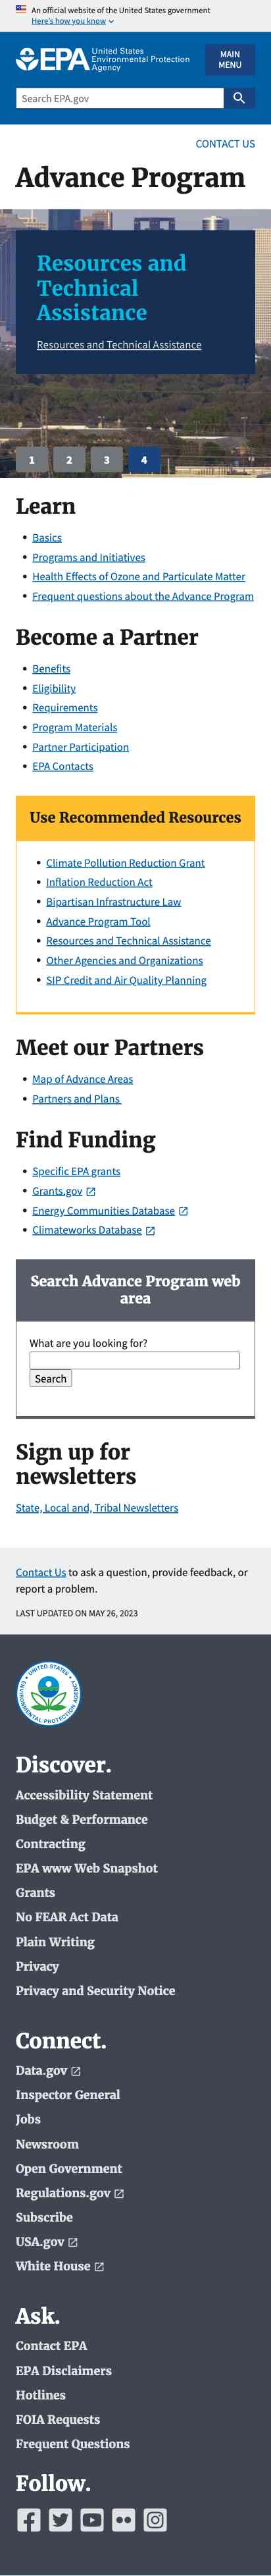 An official website of the United States government
Here's how you know
EPA United States
Environmental Protection
Agency
MAIN
MENU
Search EPA.gov
CONTACT US
Advance Program
Resources and
Technical
Assistance
Resources and Technical Assistance
1 2 3 4
Learn
Basics
Programs and Initiatives
Health Effects of Ozone and Particulate Matter
Frequent questions about the Advance Program
Become a Partner
Benefits
Eligibility
Requirements
Program Materials
Partner Participation
EPA Contacts
Use Recommended Resources
Climate Pollution Reduction Grant
Inflation Reduction Act
Bipartisan Infrastructure Law
Advance Program Tool
Resources and Technical Assistance
Other Agencies and Organizations
SIP Credit and Air Quality Planning
Meet our Partners
Map of Advance Areas
Partners and Plans
Find Funding
Specific EPA grants
Grants.gov
Energy Communities Database
Climateworks Database
Search Advance Program web
area
What are you looking for?
Search
Sign up for
newsletters
State, Local and, Tribal Newsletters
Contact Us to ask a question, provide feedback, or
report a problem.
LAST UPDATED ON MAY 26, 2023
UNITED STATES
ENVIRONMENTAL PROTECTION AGENCY
Discover.
Accessibility Statement
Budget & Performance
Contracting
EPA www Web Snapshot
Grants
No FEAR Act Data
Plain Writing
Privacy
Privacy and Security Notice
Connect.
Data.gov
Inspector General
Jobs
Newsroom
Open Government
Regulations.gov
Subscribe
USA.gov
White House
Ask.
Contact EPA
EPA Disclaimers
Hotlines
FOIA Requests
Frequent Questions
Follow.